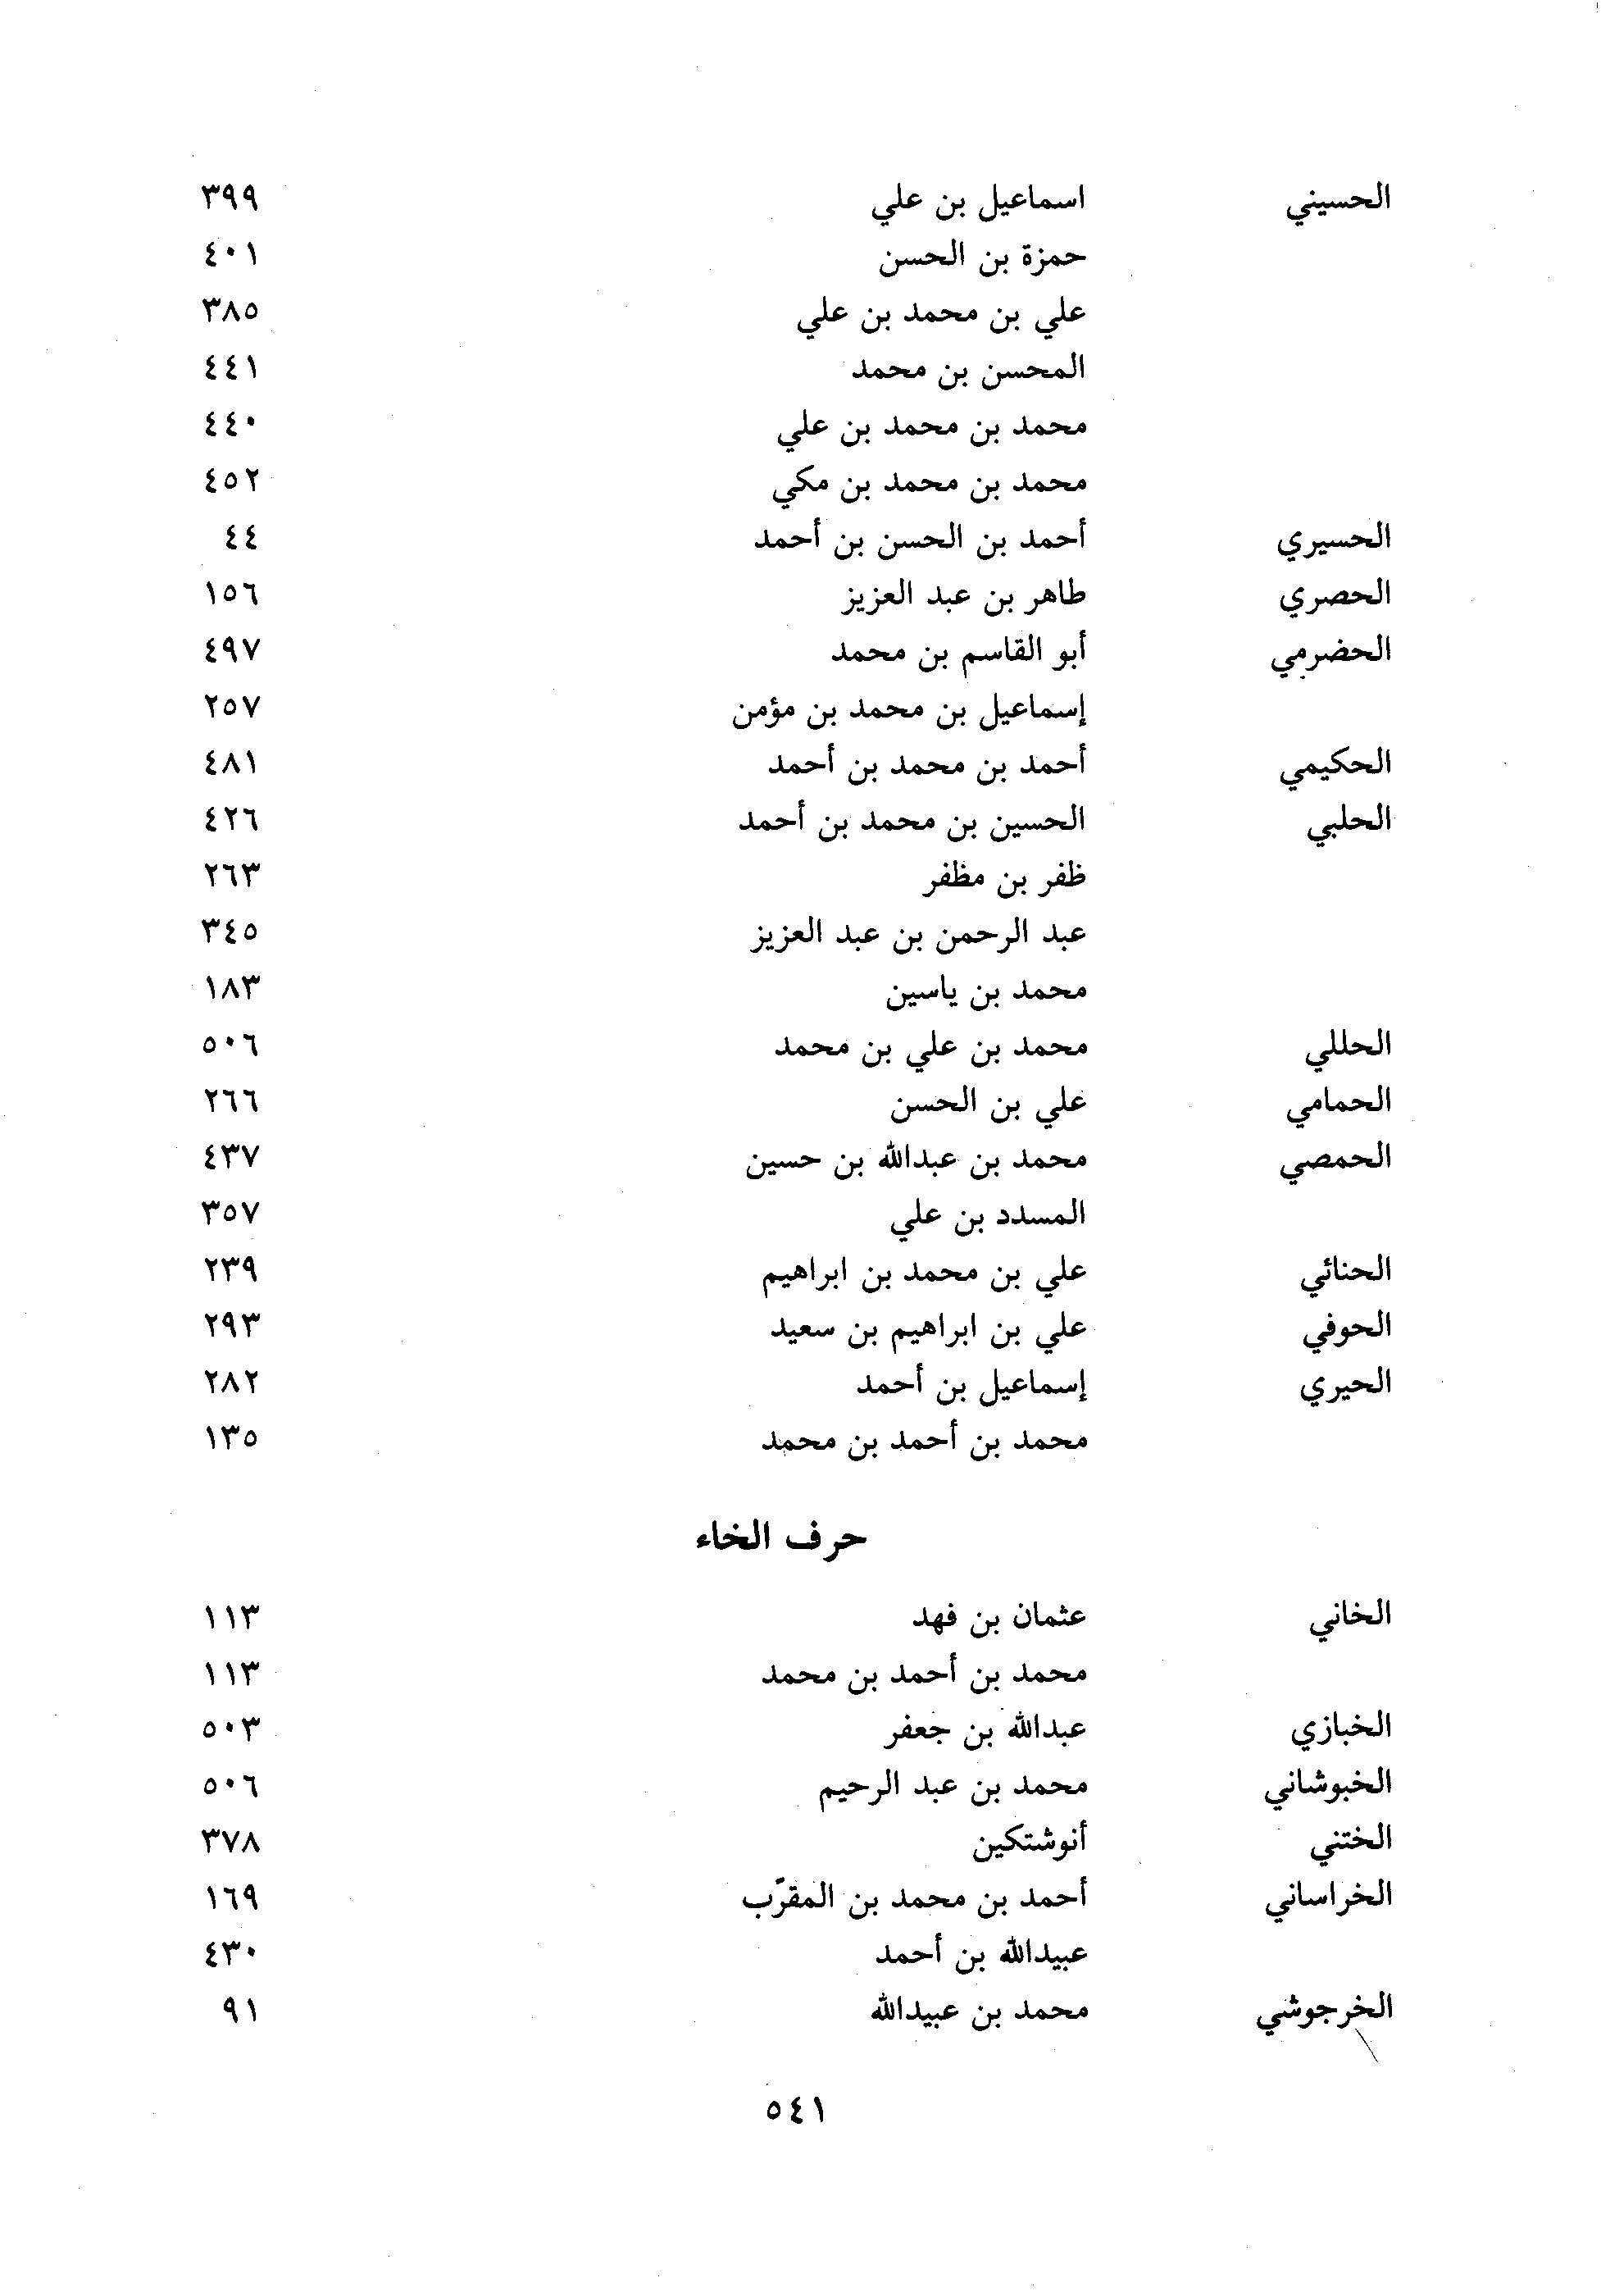 الحسيني اسماعيل بن علي ٣٩٩
حمزة بن الحسن ٤٠١
علي بن محمد بن علي ٣٨٥
المحسن بن محمد ٤٤١
محمد بن محمد بن علي ٤٤٠
محمد بن محمد بن مكي ٤٥٢
الحسيري أحمد بن الحسن بن أحمد ٤٤
الحصري طاهر بن عبد العزيز ١٥٦
الحضرمي أبو القاسم بن محمد ٤٩٧
إسماعيل بن محمد بن مؤمن ٢٥٧
الحكيمي أحمد بن محمد بن أحمد ٤٨١
الحلبي الحسين بن محمد بن أحمد ٤٢٦
ظفر بن مظفر ٢٦٣
عبد الرحمن بن عبد العزيز ٣٤٥
محمد بن ياسين ١٨٣
الحللي محمد بن علي بن محمد ٥٠٦
الحمامي علي بن الحسن ٢٦٦
الحمصي محمد بن عبدالله بن حسين ٤٣٧
المسدد بن علي ٣٥٧
الحنائي علي بن محمد بن ابراهيم ٢٣٩
الحوفي علي بن ابراهيم بن سعيد ٢٩٣
الحيري إسماعيل بن أحمد ٢٨٢
محمد بن أحمد بن محمد ١٣٥
حرف الخاء
الخاني عثمان بن فهد ١١٣
محمد بن أحمد بن محمد ١١٣
الخبازي عبدالله بن جعفر ٥٠٣
الخبوشاني محمد بن عبد الرحيم ٥٠٦
الختني أنوشتكين ٣٧٨
الخراساني أحمد بن محمد بن المقرّب ١٦٩
عبيدالله بن أحمد ٤٣٠
الخرجوشي محمد بن عبيدالله ٩١
٥٤١